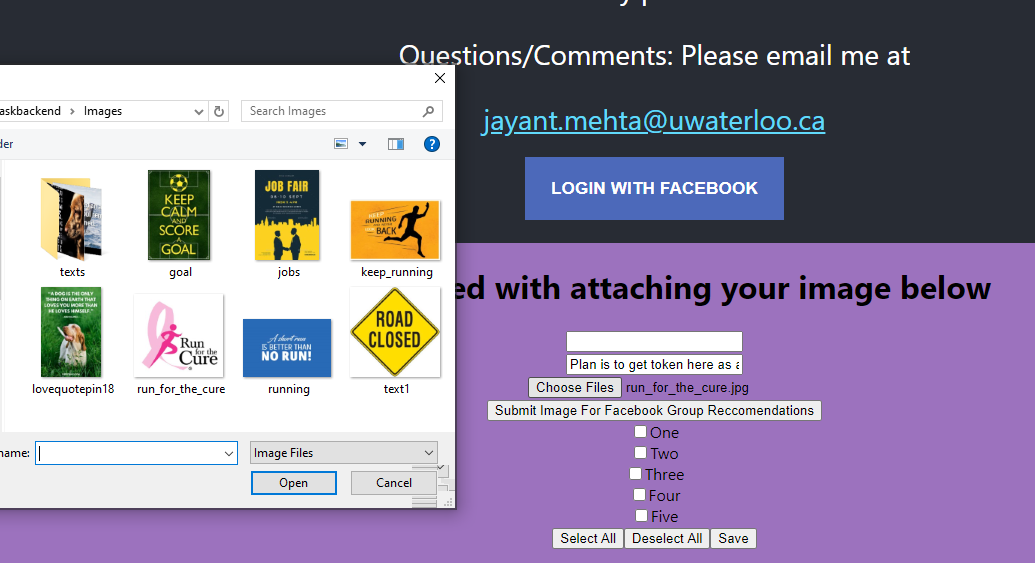 Questions/Comments: Please email me at
jayant.mehta@uwaterloo.ca
LOGIN WITH FACEBOOK
askbackend > Images
Search Images
der
texts
KEEP
CALM
AND
SCORE
A
GOAL
goal
JOB FAIR
jobs
KEEP
RUNNING
BACK
keep_running
"A DOG IS THE ONLY
THING ON EARTH THAT
LOVES YOU MORE THAN
HE LOVES HIMSELF."
lovequotepin18
Run
for the
Cure
run_for_the_cure
A short run
IS BETTER THAN
NO RUN!
running
ROAD
CLOSED
text1
name:
Image Files
Open
Cancel
ed with attaching your image below
Plan is to get token here as a
Choose Files run_for_the_cure.jpg
Submit Image For Facebook Group Reccomendations
One
Two
Three
Four
Five
Select All Deselect All Save